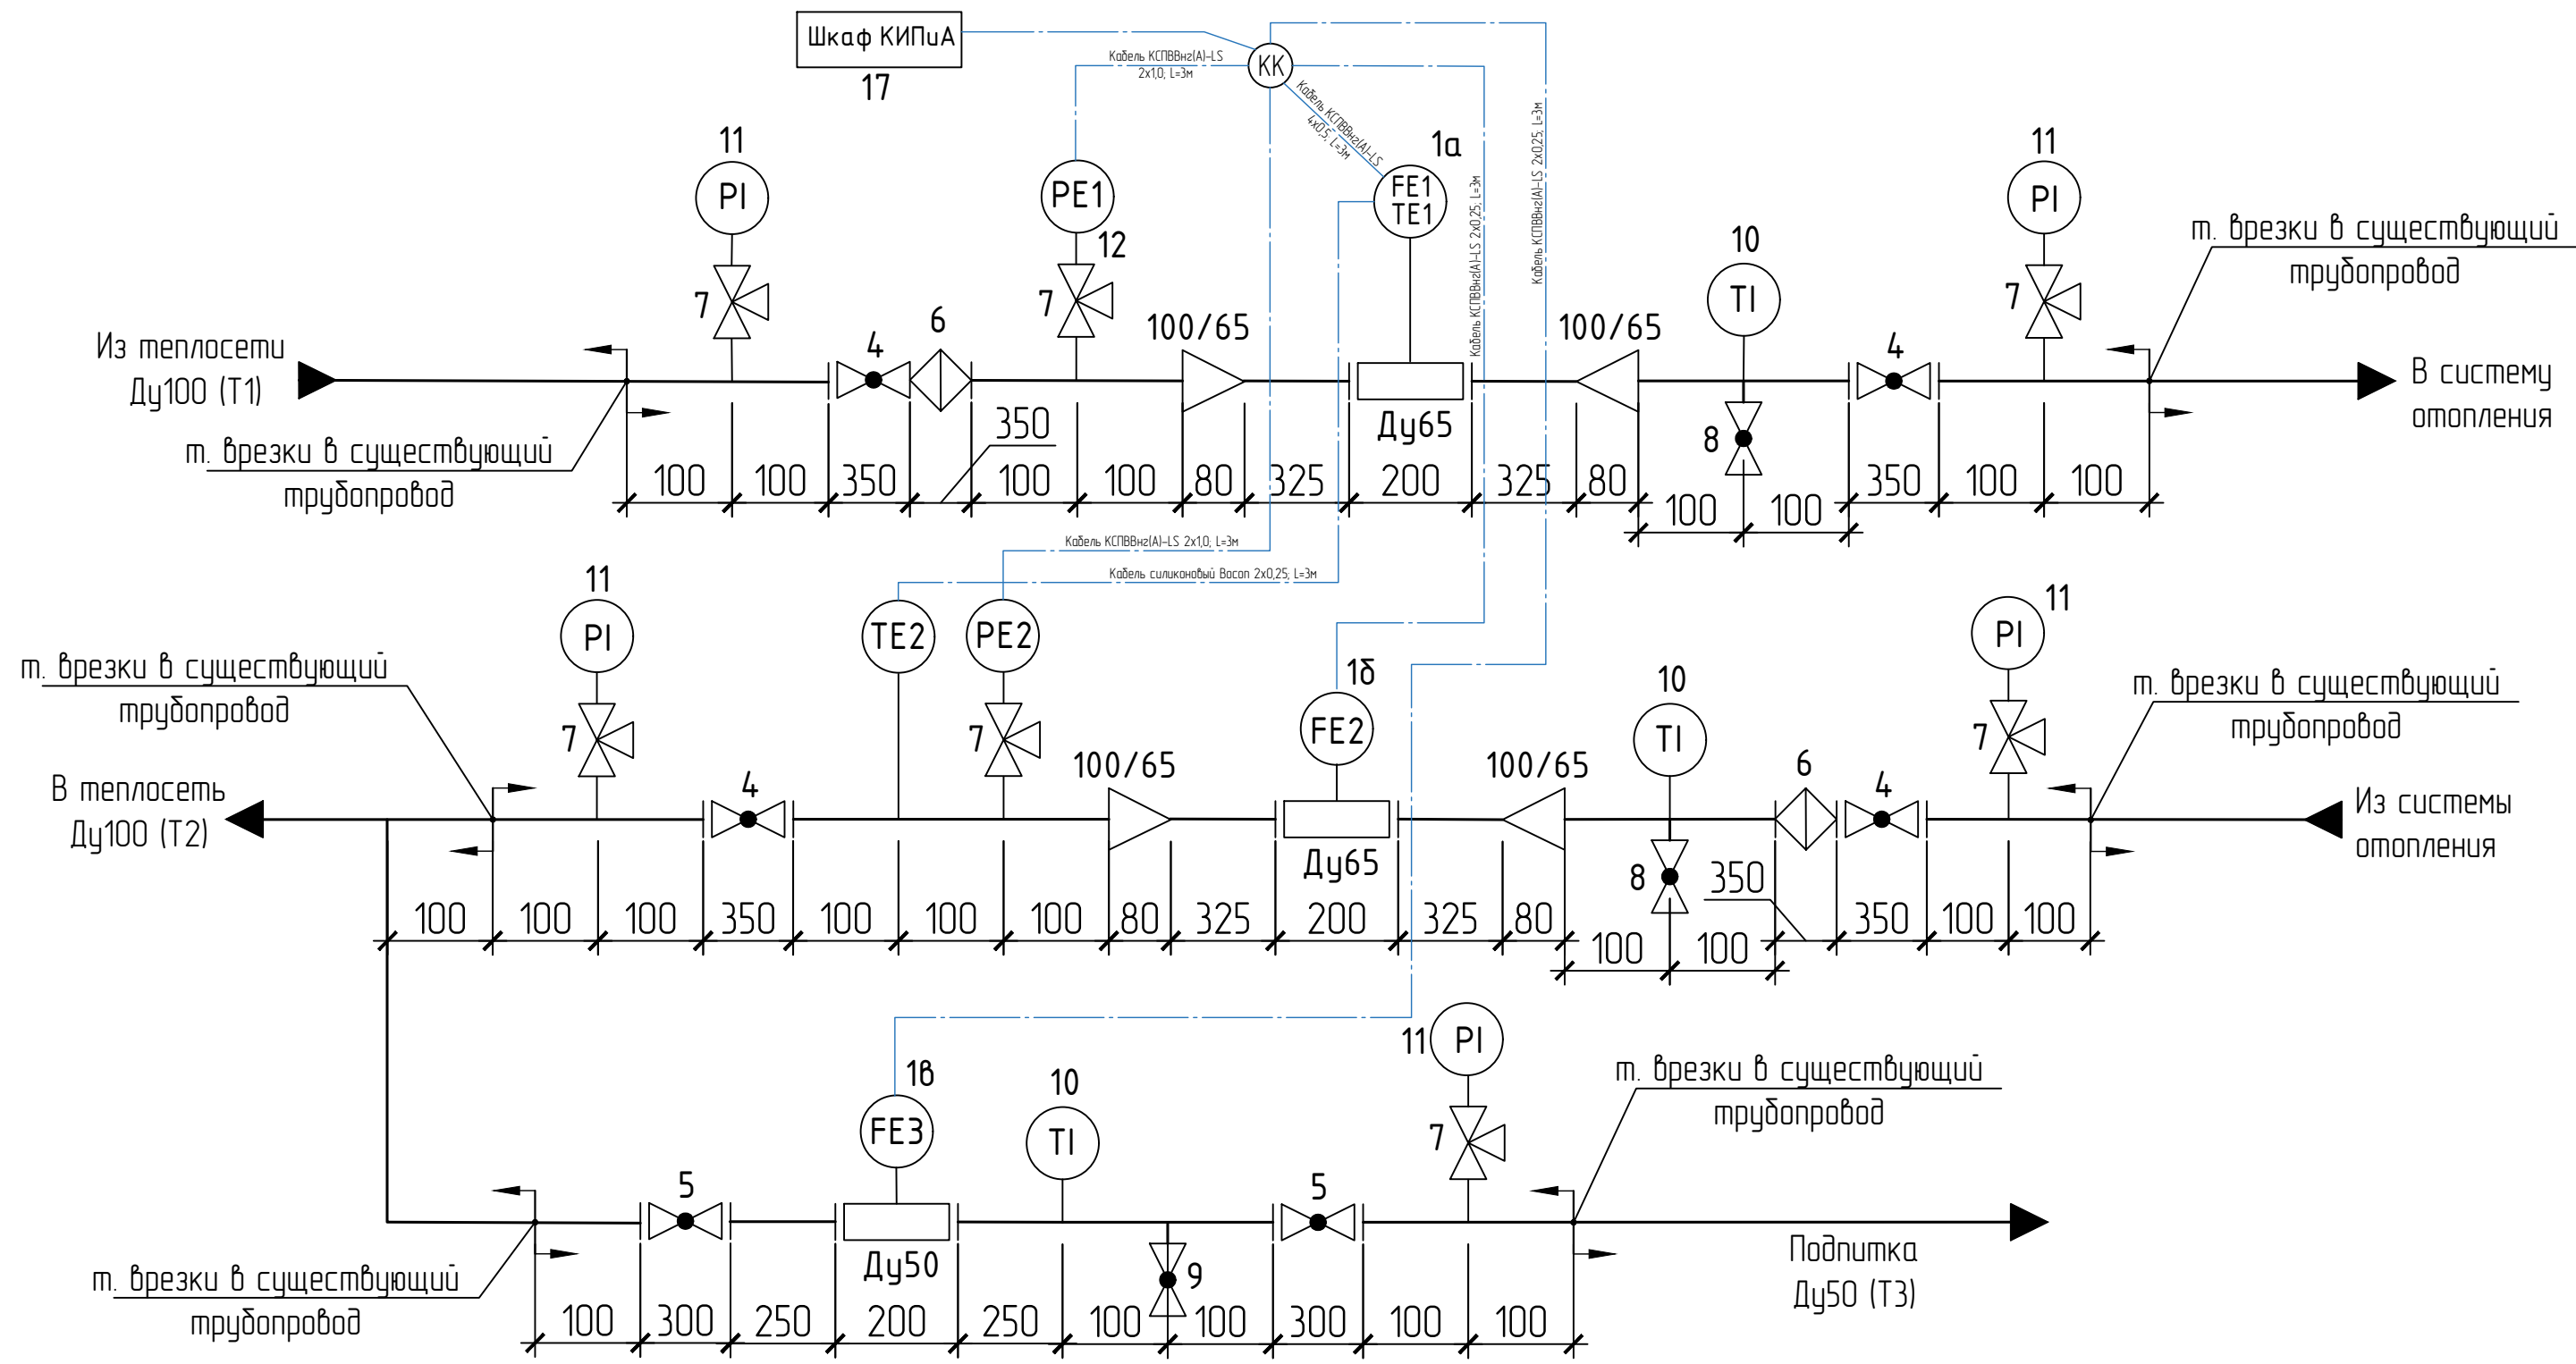 Шкаф КИПиА
17
КК
Кабель КСПВВнг(А)-LS
2х1,0; L=3м
Кабель КСПВВнг(А)-LS
4х0,5; L=3м
Кабель КСПВВнг(А)-LS 2х0,25; L=3м
Кабель КСПВВнг(А)-LS 2х0,25; L=3м
11
PI
7
PE1
12
7
1а
FE1
TE1
10
TI
11
PI
7
т. врезки в существующий
трубопровод
Из теплосети
Ду100 (Т1)
4
6
100/65
Ду65
100/65
8
4
В систему
отопления
т. врезки в существующий
трубопровод
350
100
100
350
100
100
80
325
200
325
80
100
100
350
100
100
Кабель КСПВВнг(А)-LS 2х1,0; L=3м
Кабель силиконовый Восоп 2х0,25; L=3м
11
PI
7
TE2
PE2
7
1б
FE2
10
TI
11
PI
7
т. врезки в существующий
трубопровод
т. врезки в существующий
трубопровод
В теплосеть
Ду100 (Т2)
4
100/65
Ду65
100/65
8
6
4
Из системы
отопления
350
100
100
100
350
100
100
100
80
325
200
325
80
100
100
350
100
100
1в
FE3
10
TI
11
PI
7
т. врезки в существующий
трубопровод
5
Ду50
9
5
Подпитка
Ду50 (Т3)
т. врезки в существующий
трубопровод
100
300
250
200
250
100
100
300
100
100